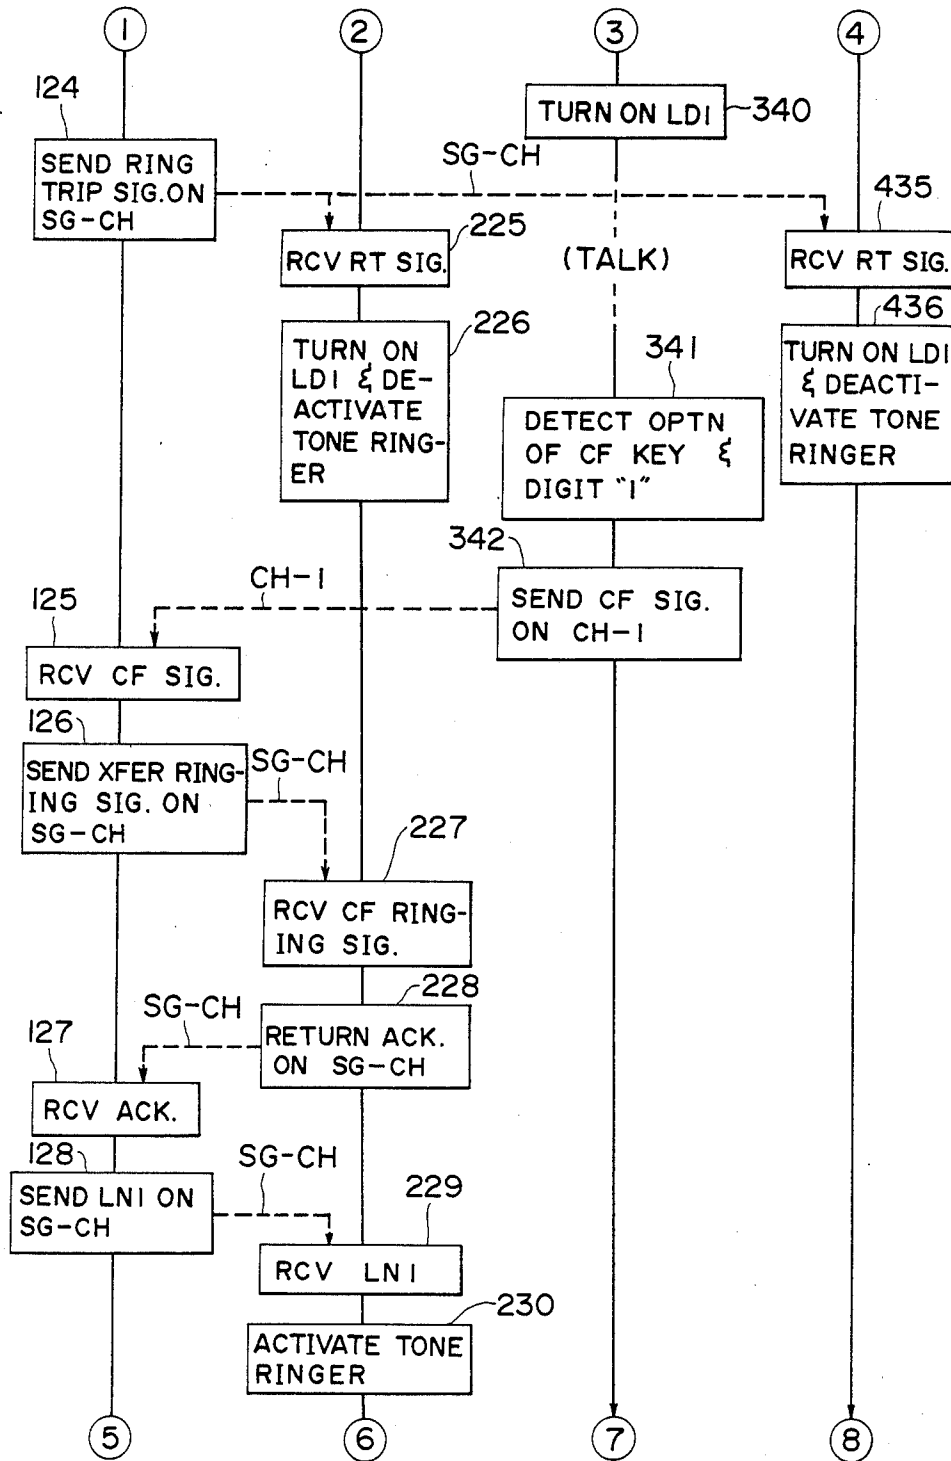 1
2
3
4
124
SEND RING
TRIP SIG. ON
SG-CH
SG-CH
TURN ON LD1
340
225
RCV RT SIG.
(TALK)
435
RCV RT SIG.
226
TURN ON
LD1 & DE-
ACTIVATE
TONE RING-
ER
436
TURN ON LD1
& DEACTI-
VATE TONE
RINGER
341
DETECT OPTN
OF CF KEY &
DIGIT "1"
342
SEND CF SIG.
ON CH-1
CH-1
125
RCV CF SIG.
126
SEND XFER RING-
ING SIG. ON
SG-CH
SG-CH
227
RCV CF RING-
ING SIG.
228
RETURN ACK.
ON SG-CH
SG-CH
127
RCV ACK.
128
SEND LN1 ON
SG-CH
SG-CH
229
RCV LN1
230
ACTIVATE TONE
RINGER
5
6
7
8